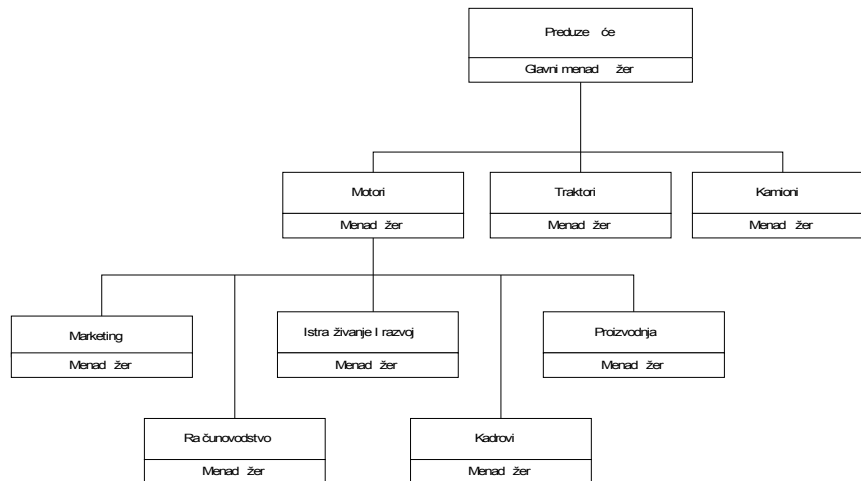 Preduze će
Glavni menad žer
Motori
Traktori
Kamioni
Menad žer
Menad žer
Menad žer
Marketing
Istra živanje I razvoj
Proizvodnja
Menad žer
Menad žer
Menad žer
Ra čunovodstvo
Kadrovi
Menad žer
Menad žer